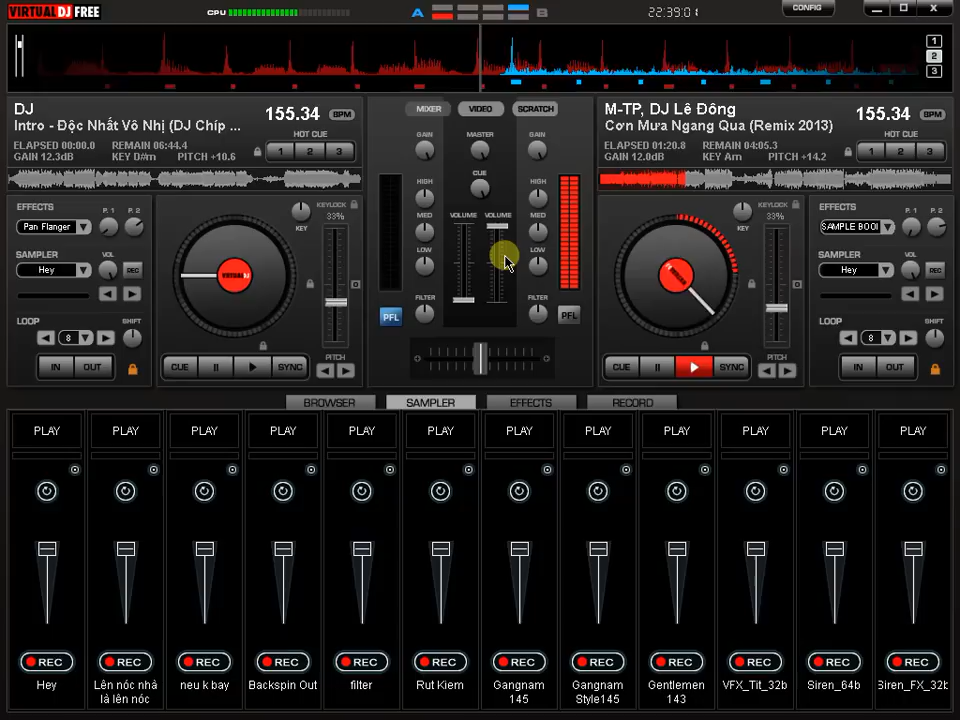 VIRTUAL DJ FREE
CPU
A
B
22:39:01
CONFIG
1
2
3
DJ
Intro - Độc Nhất Vô Nhị (DJ Chíp ...
155.34 BPM
HOT CUE
ELAPSED 00:00.0 REMAIN 06:44.4
GAIN 12.3dB KEY D#m PITCH +10.6
1 2 3
MIXER VIDEO SCRATCH
M-TP, DJ Lê Đông
Cơn Mưa Ngang Qua (Remix 2013)
155.34 BPM
HOT CUE
ELAPSED 01:20.8 REMAIN 04:05.3
GAIN 12.0dB KEY Am PITCH +14.2
1 2 3
GAIN MASTER GAIN
CUE
HIGH HIGH
MED VOLUME VOLUME MED
LOW LOW
FILTER FILTER
PFL PFL
EFFECTS P. 1 P. 2
Pan Flanger
SAMPLER VOL
Hey REC
LOOP SHIFT
8
IN OUT
KEYLOCK
33%
KEY
VIRTUALDJ
CUE SYNC
PITCH
KEYLOCK
33%
KEY
CUE SYNC
PITCH
EFFECTS P. 1 P. 2
SAMPLE BOOI
SAMPLER VOL
Hey REC
LOOP SHIFT
8
IN OUT
BROWSER SAMPLER EFFECTS RECORD
PLAY PLAY PLAY PLAY PLAY PLAY PLAY PLAY PLAY PLAY PLAY PLAY
REC REC REC REC REC REC REC REC REC REC REC REC
Hey
Lên nóc nhà
là lên nóc
neu k bay
Backspin Out
filter
Rut Kiem
Gangnam
145
Gangnam
Style145
Gentlemen
143
VFX_Tit_32b
Siren_64b
Siren_FX_32b